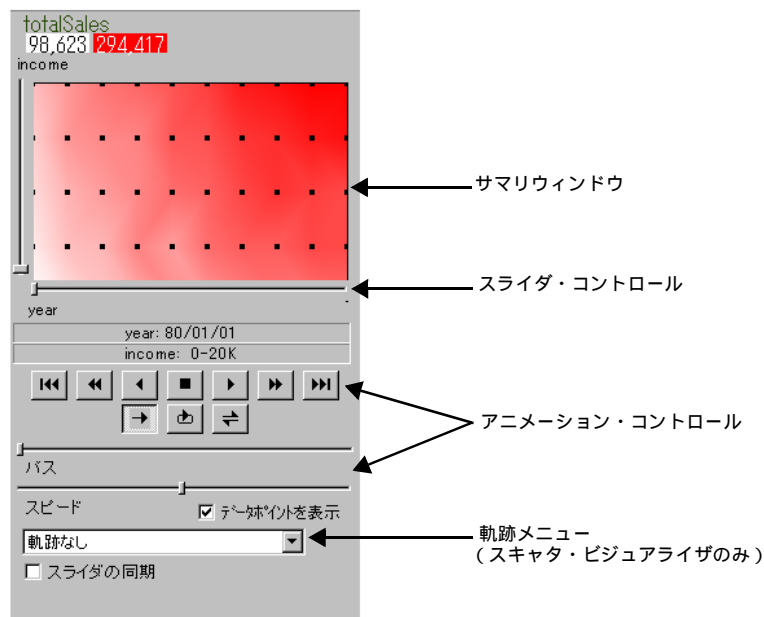 totalSales
98,623 294,417
income
サマリウィンドウ
スライダ・コントロール
year
year: 80/01/01
income: 0-20K
アニメーション・コントロール
パス
スピード
データポイントを表示
軌跡なし
軌跡メニュー
(スキャタ・ビジュアライザのみ)
スライダの同期